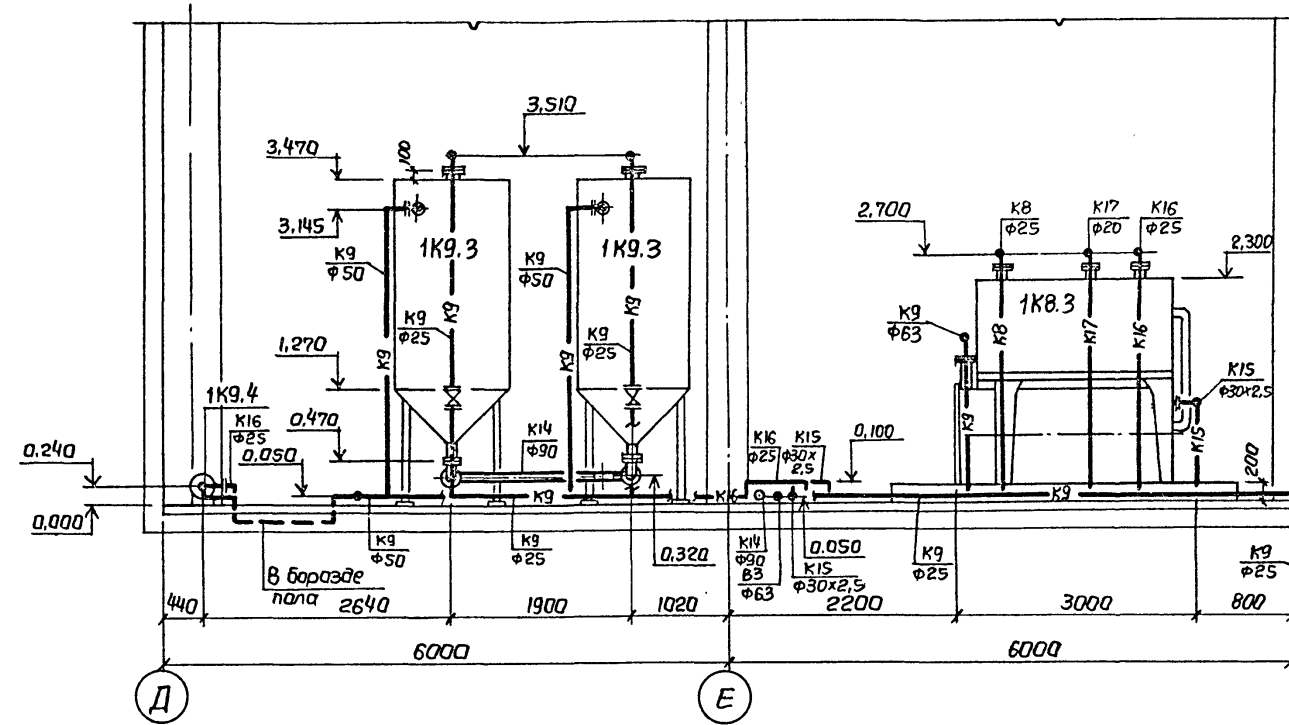 3,510
3,470
100
3,145
К9
Ф50
1К9.3
К9
Ф50
1К9.3
К9
К9
К9
Ф25
К9
Ф25
К9
К9
1,270
1К9.4
К16
Ф25
0,470
0,240
0,050
0,000
К14
Ф90
К9
К16
К9
Ф50
К9
Ф25
0,320
В борозде
пола
2,700
К8
Ф25
К17
Ф20
К16
Ф25
2,300
1К8.3
К9
Ф63
К8
К17
К16
К15
Ф30х2,5
К9
К15
К16
Ф25
К15
Ф30х
2,5
0,100
200
К9
К14
Ф90
В3
Ф63
0.050
К15
Ф30х2,5
К9
Ф25
К9
Ф25
440
2640
1900
1020
2200
3000
800
6000
6000
Д
Е